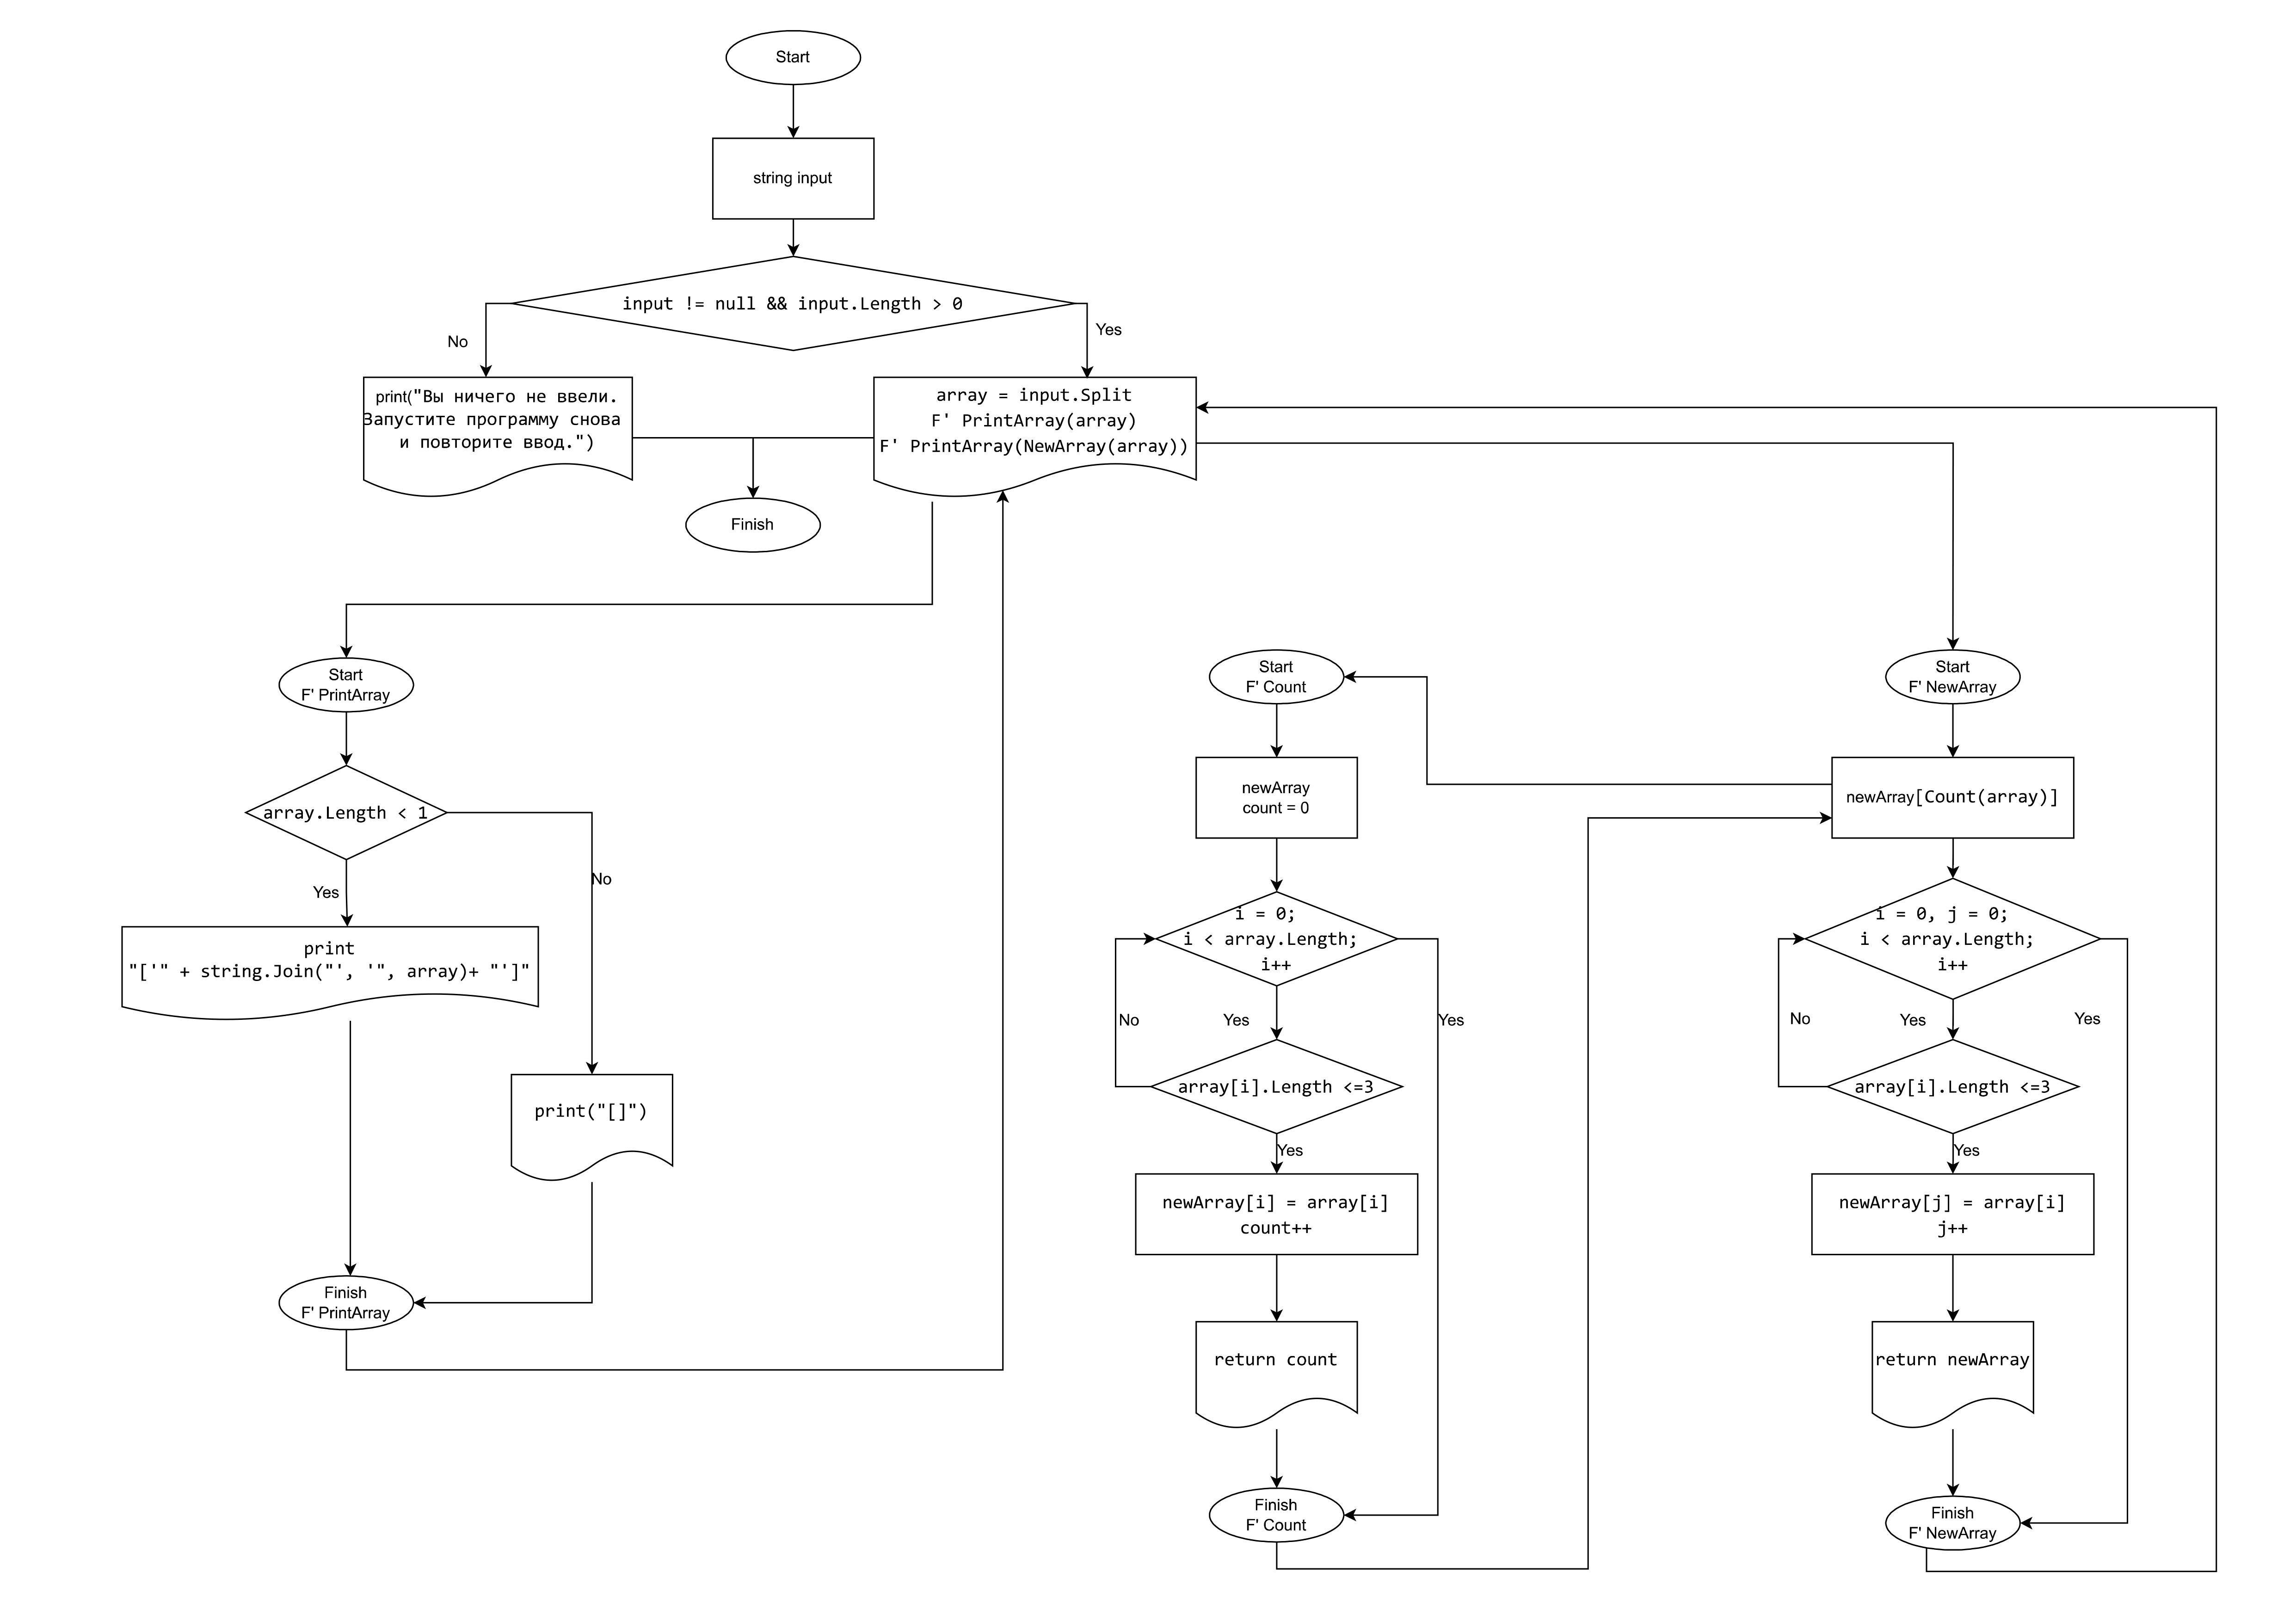 Start
string input
input != null && input.Length > 0
No
Yes
print("Вы ничего не ввели.
Запустите программу снова
и повторите ввод.")
array = input.Split
F' PrintArray(array)
F' PrintArray(NewArray(array))
Finish
Start
F' PrintArray
array.Length < 1
No
Yes
print
"['" + string.Join("', '", array)+ "']"
print("[]")
Finish
F' PrintArray
Start
F' Count
newArray
count = 0
i = 0;
i < array.Length;
i++
No
Yes
Yes
array[i].Length <=3
Yes
newArray[i] = array[i]
count++
return count
Finish
F' Count
Start
F' NewArray
newArray[Count(array)]
i = 0, j = 0;
i < array.Length;
i++
No
Yes
Yes
array[i].Length <=3
Yes
newArray[j] = array[i]
j++
return newArray
Finish
F' NewArray